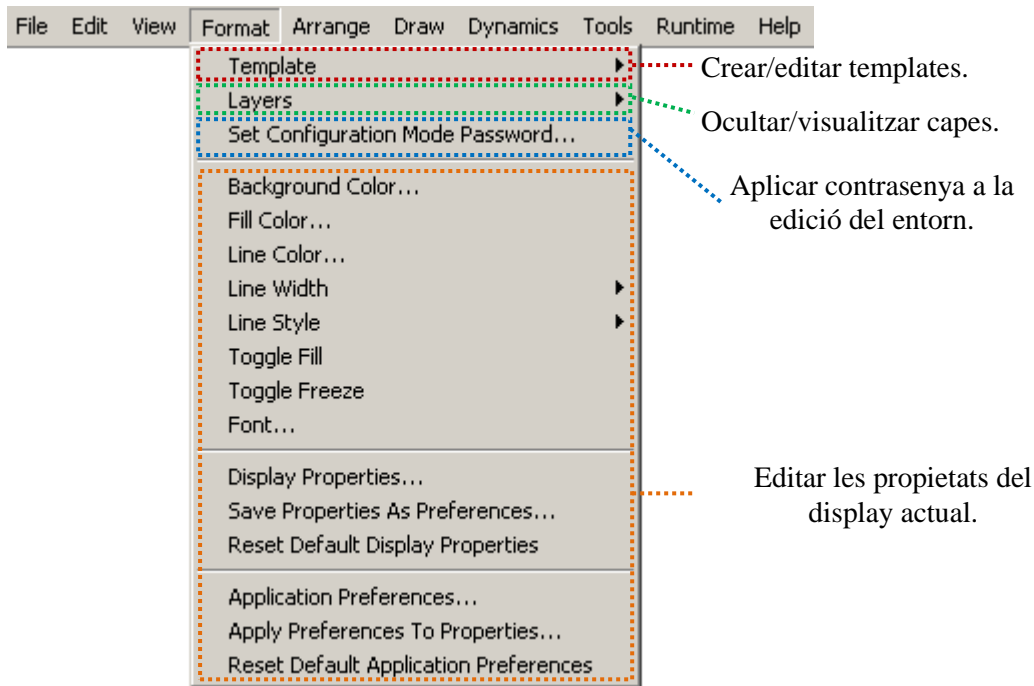 File Edit View Format Arrange Draw Dynamics Tools Runtime Help
Template
Crear/editar templates.
Layers
Ocultar/visualitzar capes.
Set Configuration Mode Password...
Aplicar contrasenya a la
edició del entorn.
Background Color...
Fill Color...
Line Color...
Line Width
Line Style
Toggle Fill
Toggle Freeze
Font...
Display Properties...
Save Properties As Preferences...
Reset Default Display Properties
Editar les propietats del
display actual.
Application Preferences...
Apply Preferences To Properties...
Reset Default Application Preferences